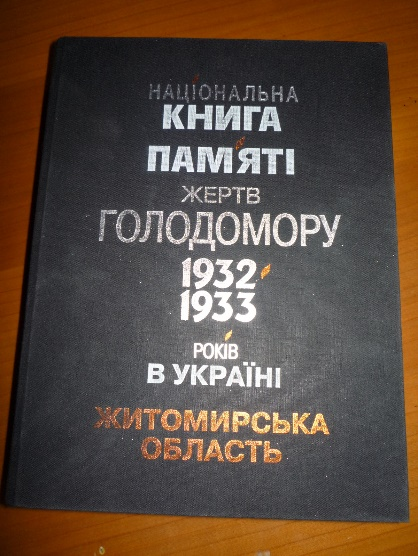 НАЦІОНАЛЬНА
КНИГА
ПАМ'ЯТІ
ЖЕРТВ
ГОЛОДОМОРУ
1932
1933
РОКІВ
В УКРАЇНІ
ЖИТОМИРСЬКА
ОБЛАСТЬ